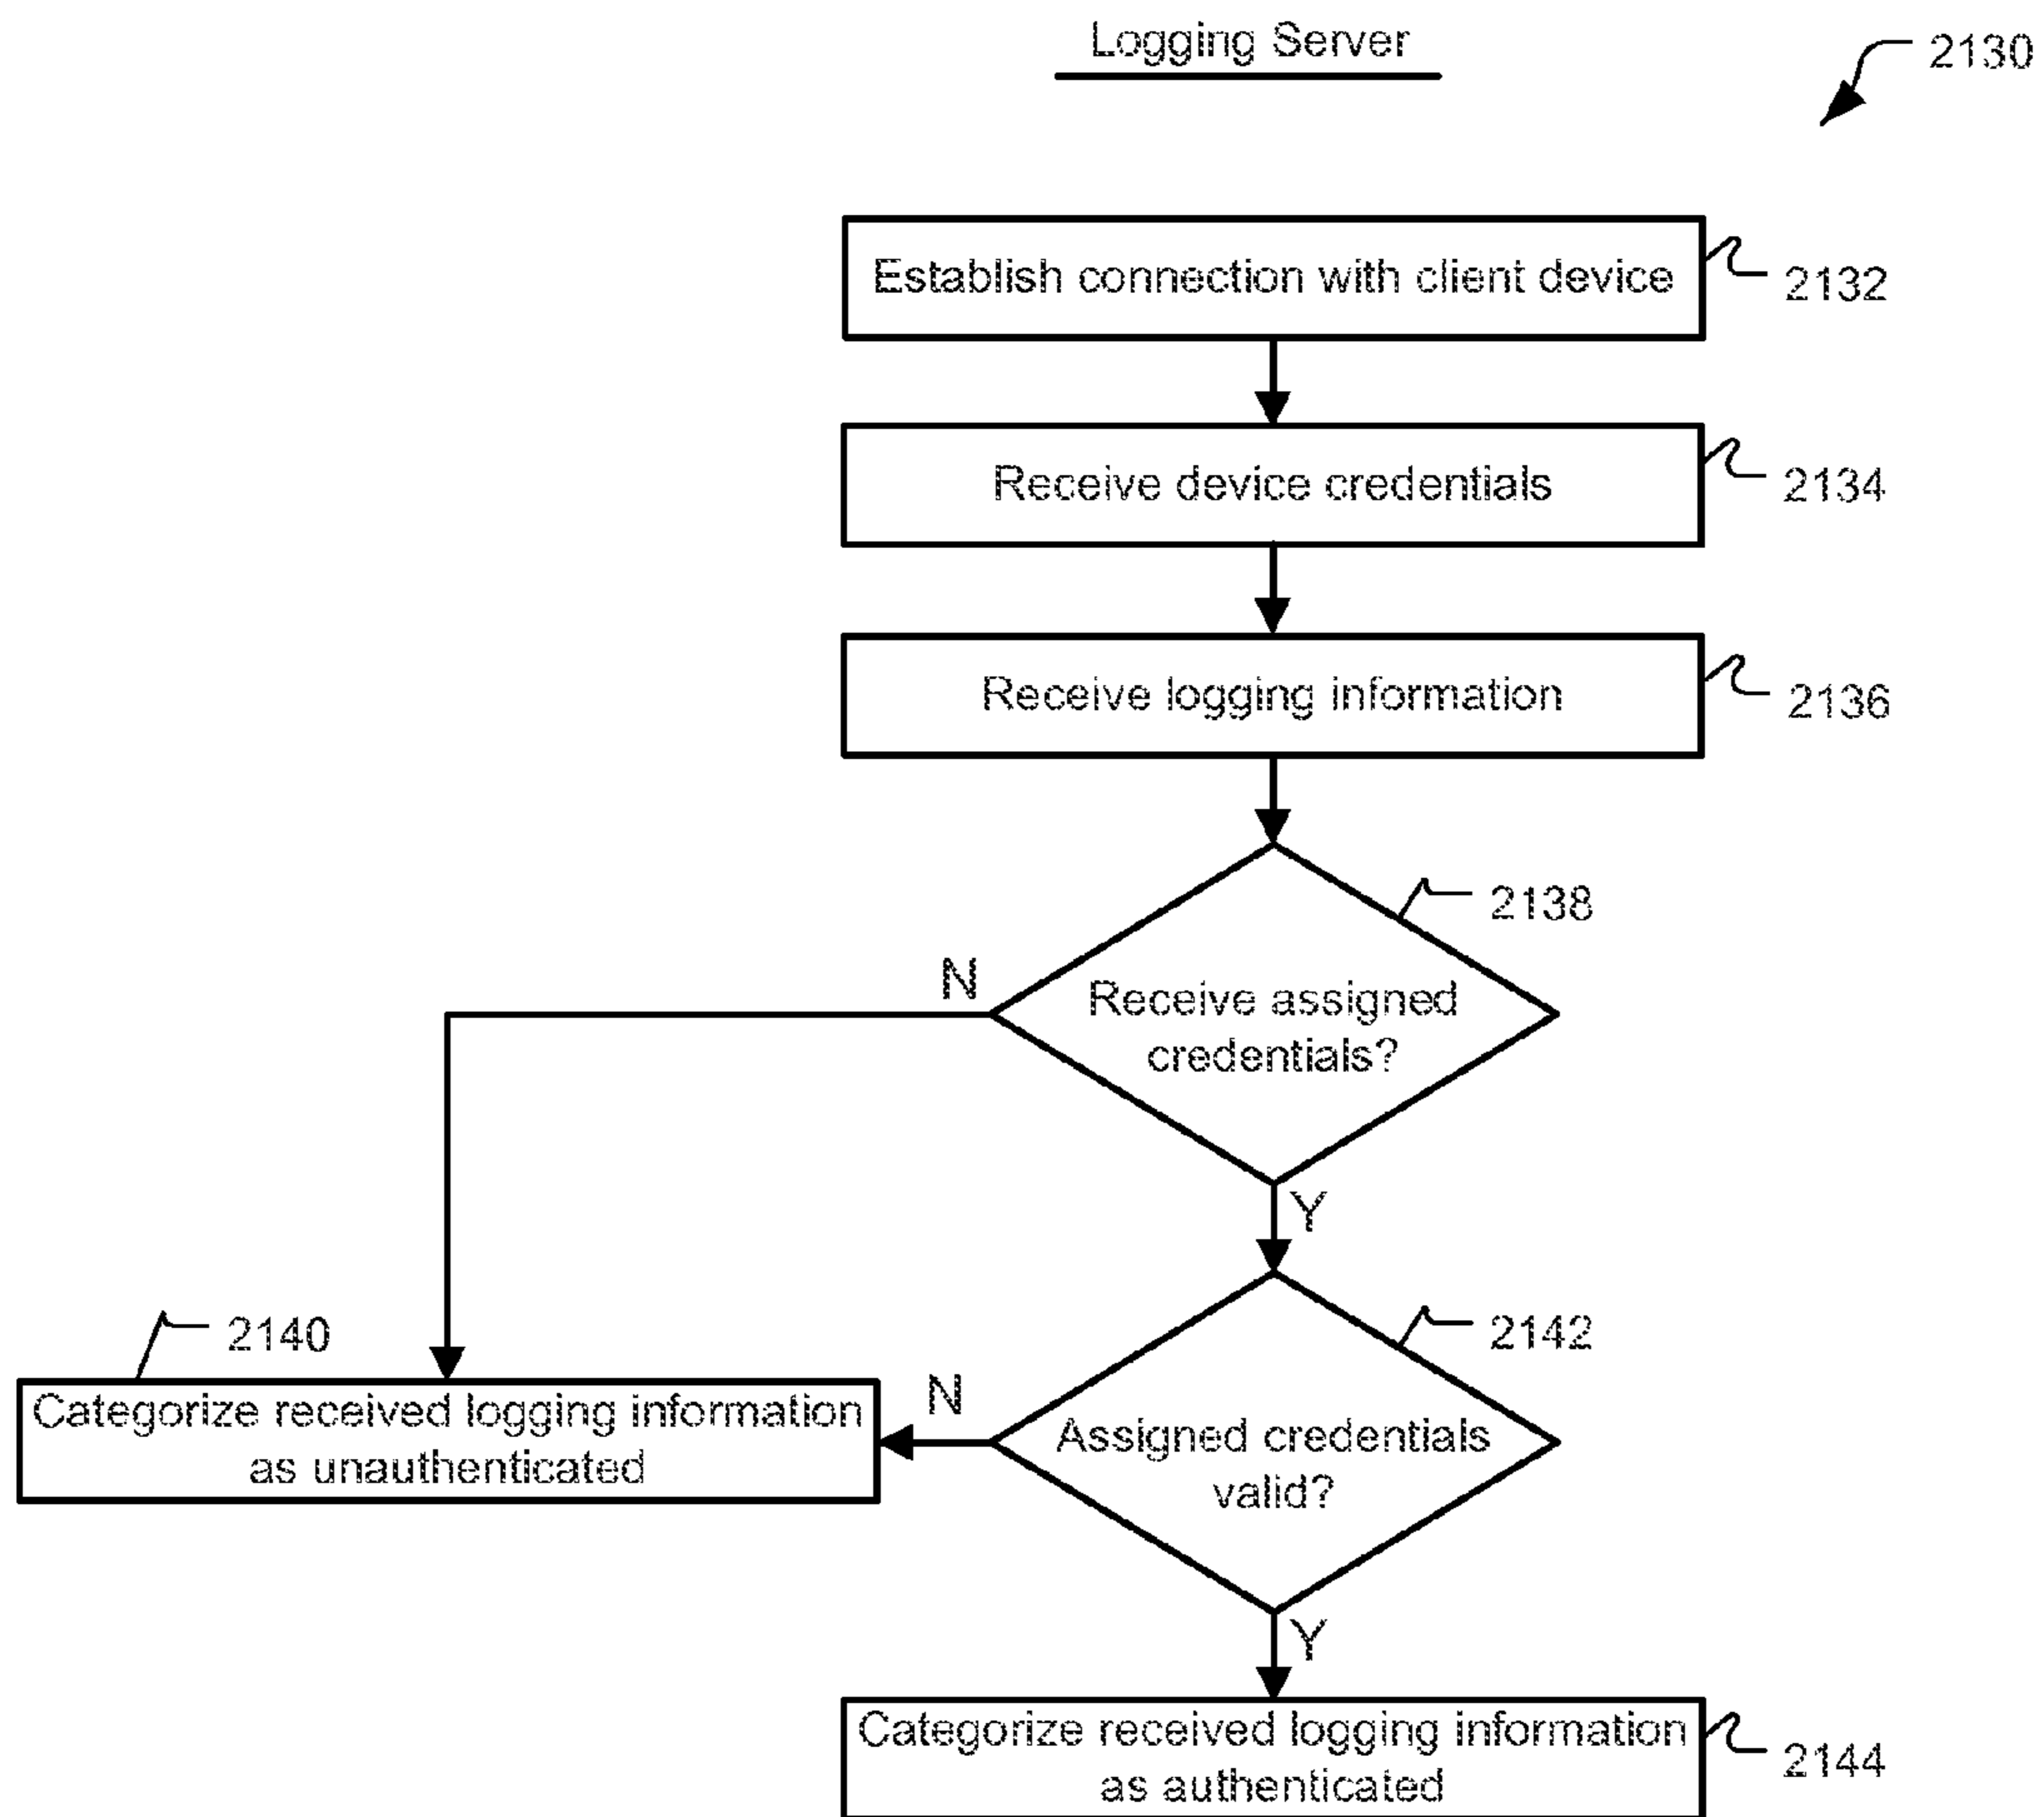 Logging Server
2130
Establish connection with client device
2132
Receive device credentials
2134
Receive logging information
2136
2138
N
Receive assigned
credentials?
Y
2140
2142
Categorize received logging information
as unauthenticated
N
Assigned credentials
valid?
Y
Categorize received logging information
as authenticated
2144